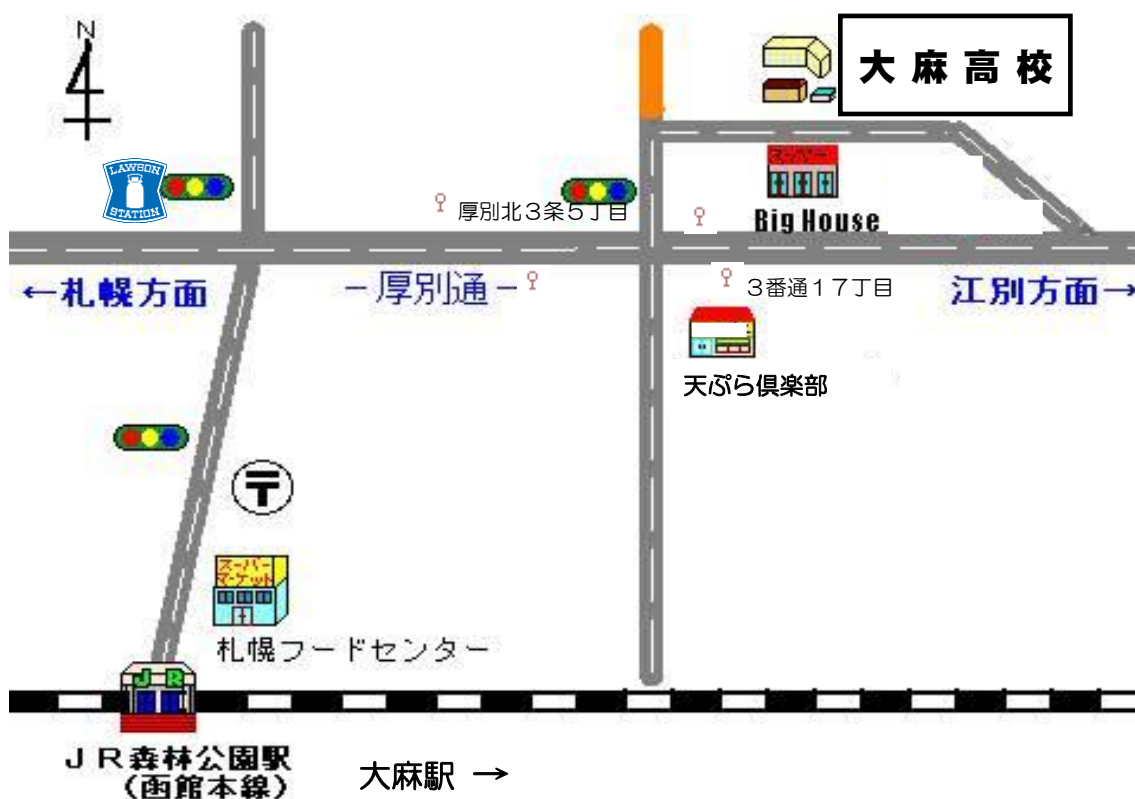 N
大麻高校
LAWSON
STATION
厚別北３条５丁目
スーパー
Big House
←札幌方面
－厚別通－
３番通１７丁目
江別方面→
天ぷら倶楽部
〒
スーパー
マーケット
札幌フードセンター
JR
ＪＲ森林公園駅
（函館本線）
大麻駅 →